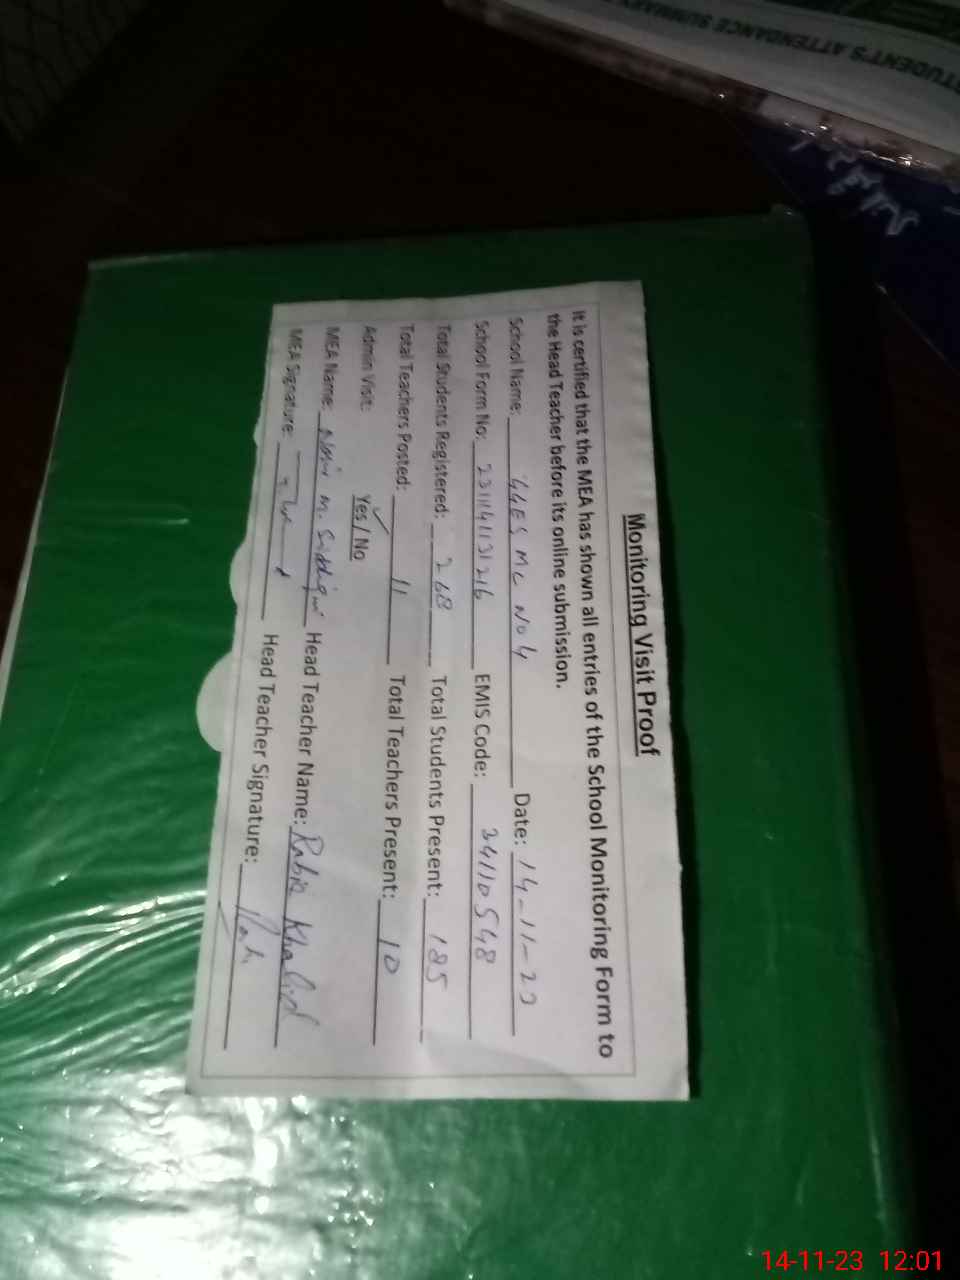 STUDENT'S ATTENDANCE SUMMARY
Monitoring Visit Proof
It is certified that the MEA has shown all entries of the School Monitoring Form to
the Head Teacher before its online submission.
School Name: GGES MC No 4 Date: 14-11-23
School Form No: EMIS Code: 34110548
Total Students Registered: 268 Total Students Present: 185
Total Teachers Posted: 11 Total Teachers Present: 10
Admin Visit: Yes / No
MEA Name: M. Siddiqui Head Teacher Name: Rabia Khalid
MEA Signature: Head Teacher Signature:
14-11-23 12:01